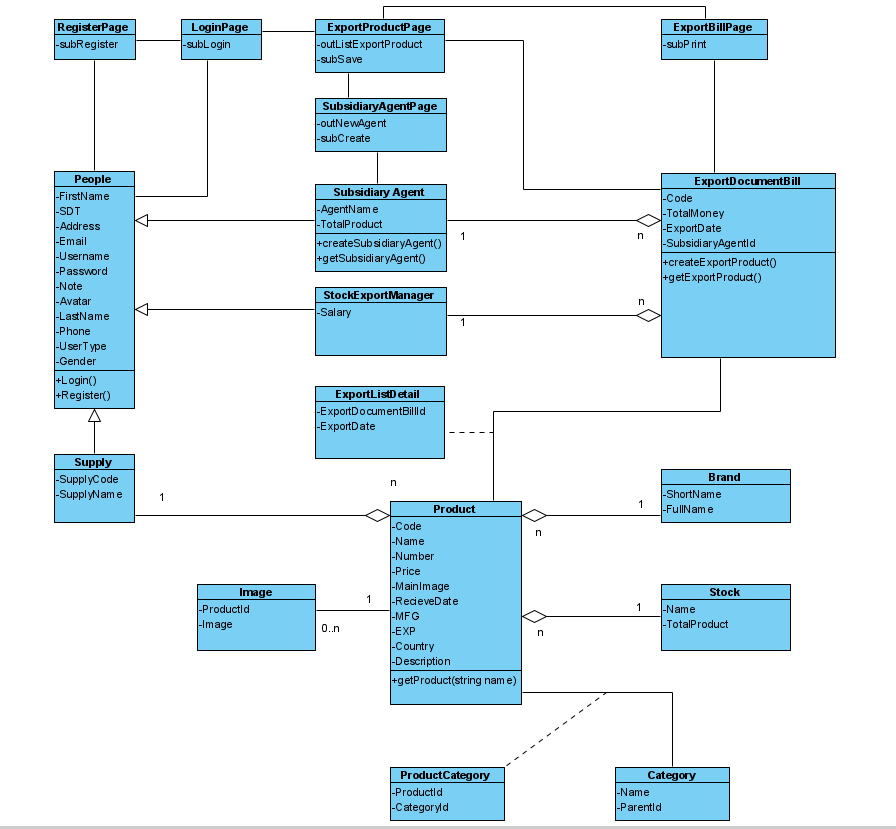 RegisterPage
-subRegister
LoginPage
-subLogin
ExportProductPage
-outListExportProduct
-subSave
ExportBillPage
-subPrint
SubsidiaryAgentPage
-outNewAgent
-subCreate
People
-FirstName
-SDT
-Address
-Email
-Username
-Password
-Note
-Avatar
-LastName
-Phone
-UserType
-Gender
+Login()
+Register()
Subsidiary Agent
-AgentName
-TotalProduct
+createSubsidiaryAgent()
+getSubsidiaryAgent()
1
n
ExportDocumentBill
-Code
-TotalMoney
-ExportDate
-SubsidiaryAgentId
+createExportProduct()
+getExportProduct()
StockExportManager
-Salary
1
n
ExportListDetail
-ExportDocumentBillId
-ExportDate
Supply
-SupplyCode
-SupplyName
1
n
Product
-Code
-Name
-Number
-Price
-MainImage
-RecieveDate
-MFG
-EXP
-Country
-Description
+getProduct(string name)
1
n
Brand
-ShortName
-FullName
Image
-ProductId
-Image
1
0..n
1
n
Stock
-Name
-TotalProduct
ProductCategory
-ProductId
-CategoryId
Category
-Name
-ParentId